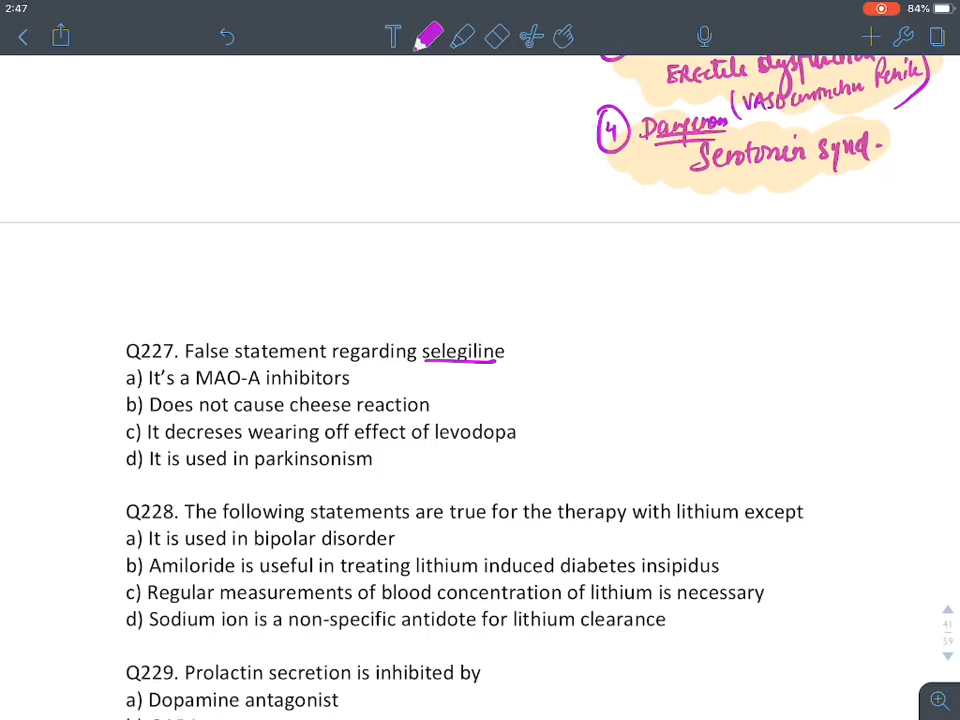 2:47
84%
T
Erectile dysfunction
Penile
4 Dangerous
Serotonin synd.
Q227. False statement regarding selegiline
a) It's a MAO-A inhibitors
b) Does not cause cheese reaction
c) It decreses wearing off effect of levodopa
d) It is used in parkinsonism
Q228. The following statements are true for the therapy with lithium except
a) It is used in bipolar disorder
b) Amiloride is useful in treating lithium induced diabetes insipidus
c) Regular measurements of blood concentration of lithium is necessary
d) Sodium ion is a non-specific antidote for lithium clearance
41
59
Q229. Prolactin secretion is inhibited by
a) Dopamine antagonist